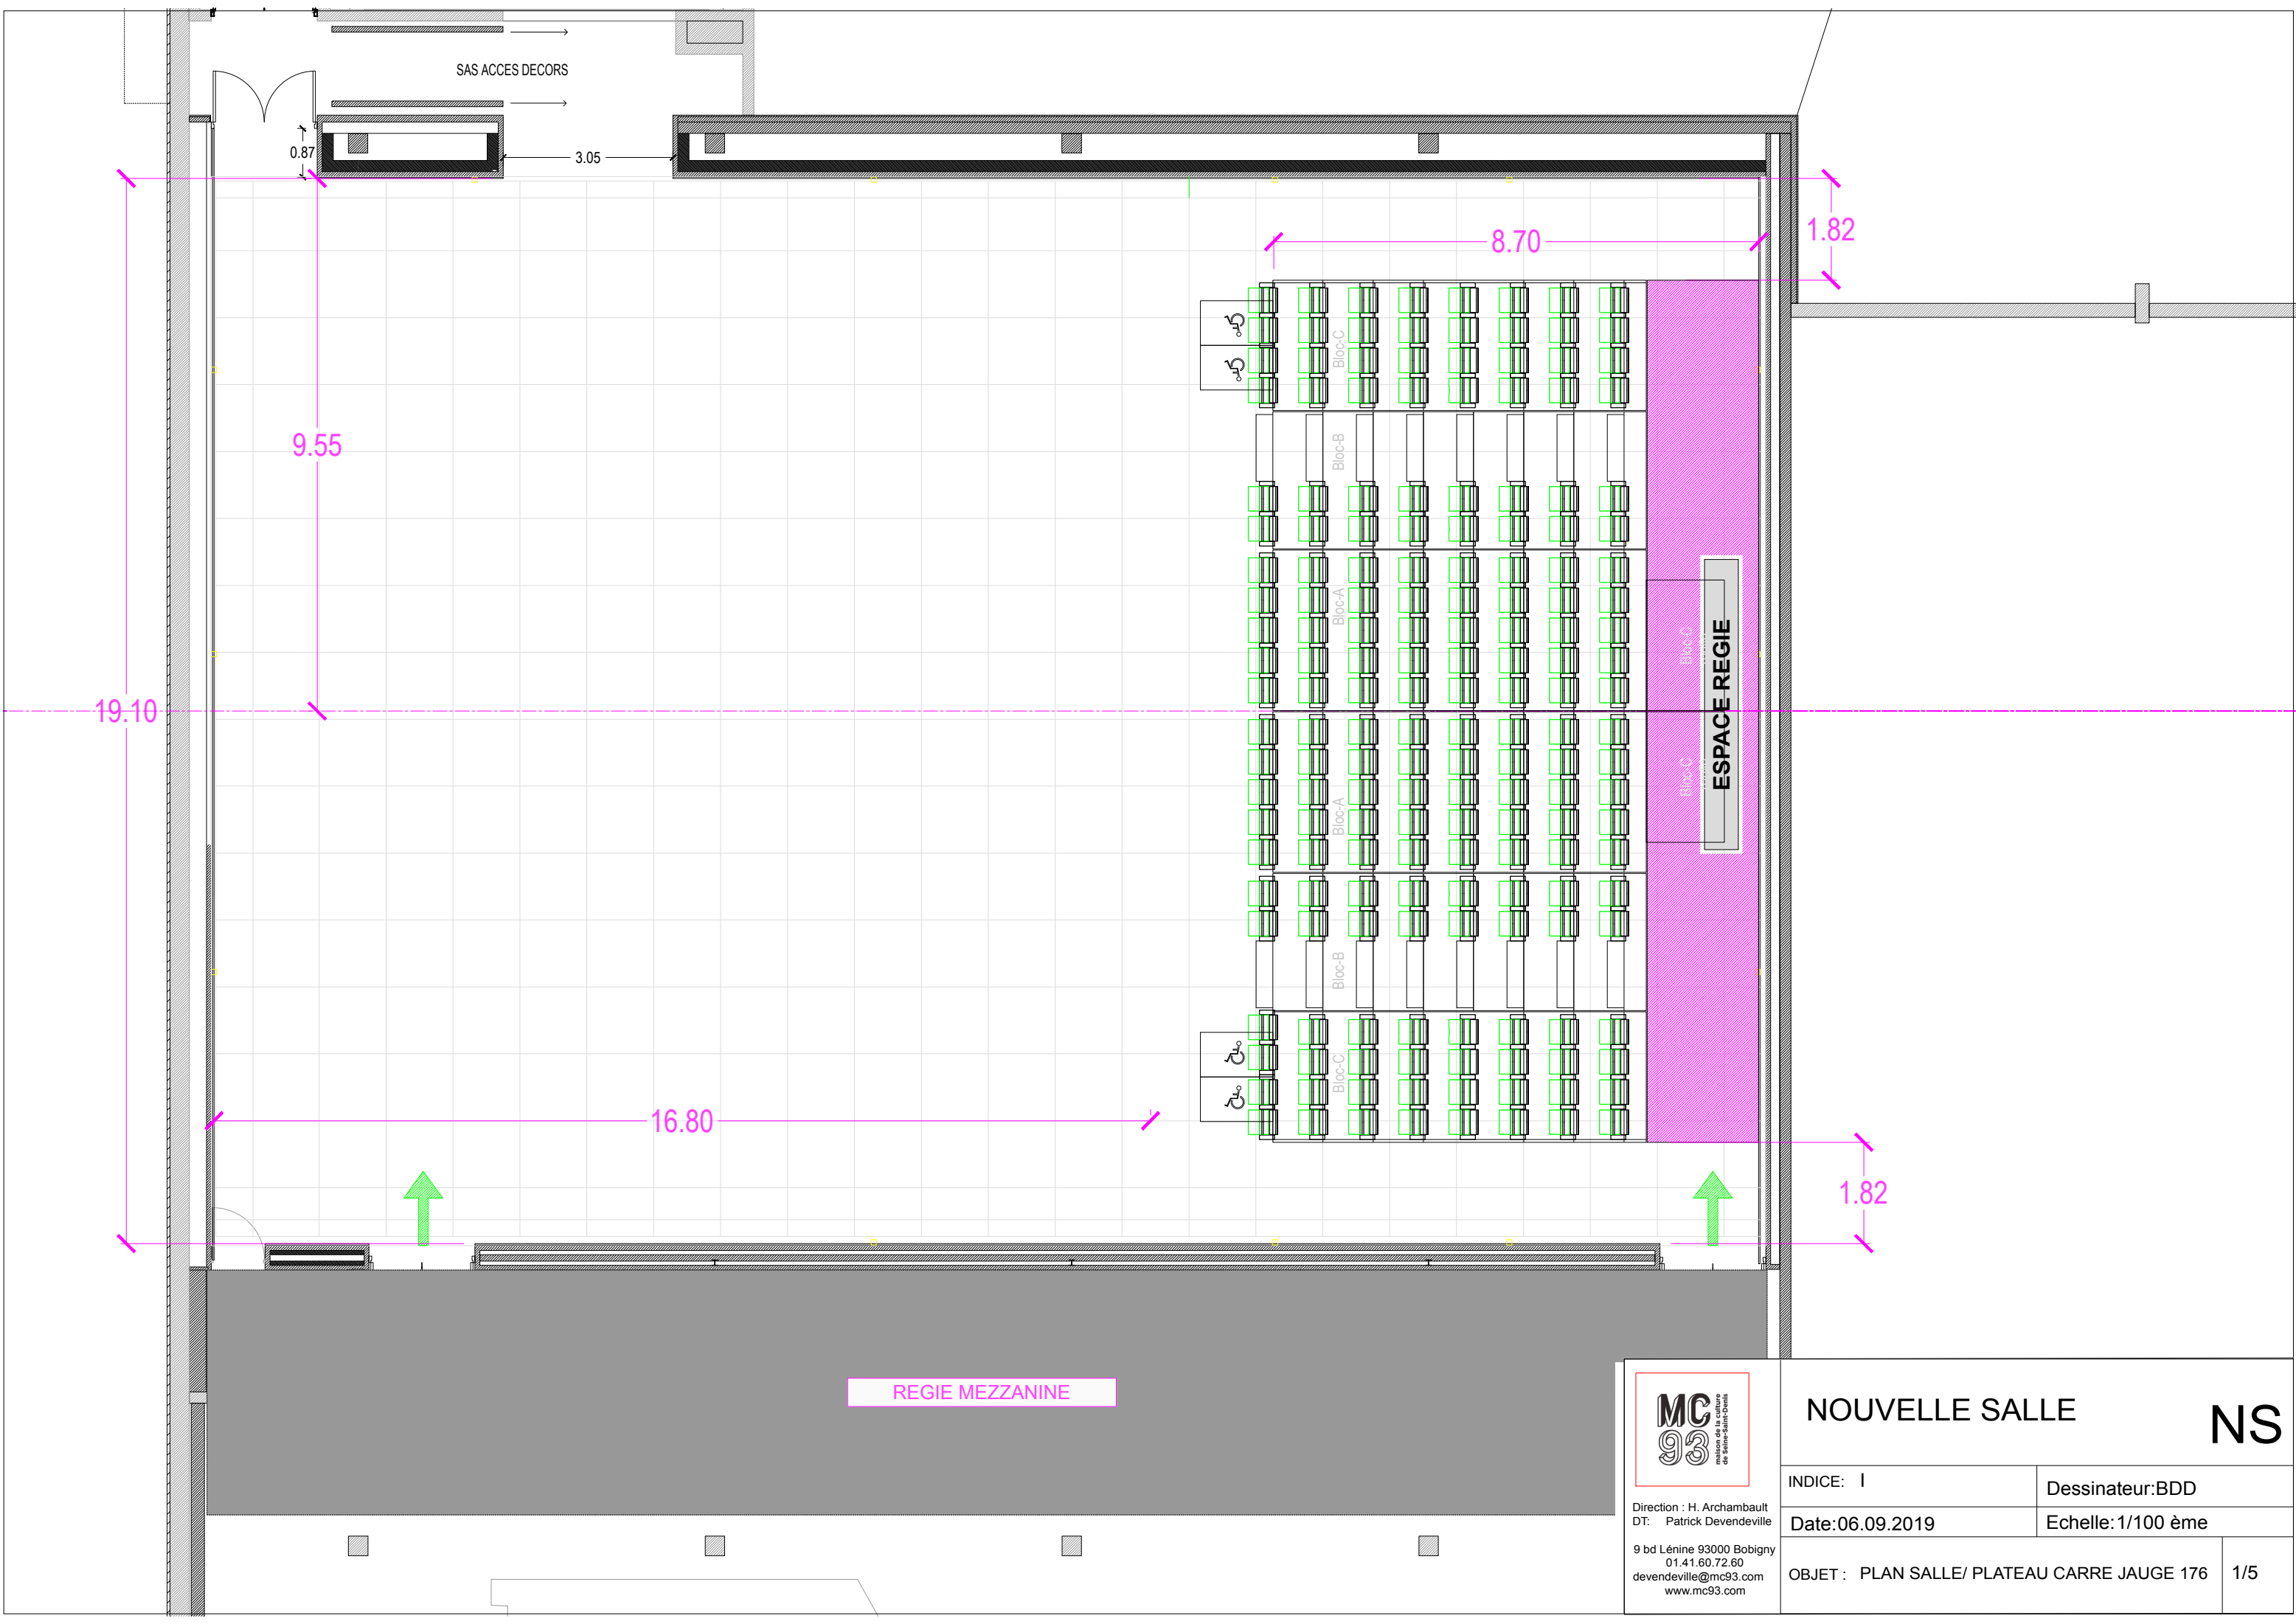 SAS ACCES DECORS
0.87
3.05
1.82
8.70
Bloc-C
9.55
Bloc-B
Bloc-A
Bloc-C
19.10
ESPACE REGIE
Bloc-C
Bloc-A
Bloc-B
Bloc-C
16.80
1.82
REGIE MEZZANINE
MC
93
maison de la culture
de Seine-Saint-Denis
Direction : H. Archambault
DT: Patrick Devendeville
9 bd Lénine 93000 Bobigny
01.41.60.72.60
devendeville@mc93.com
www.mc93.com
NOUVELLE SALLE
NS
INDICE: I
Dessinateur:BDD
Date:06.09.2019
Echelle:1/100 ème
OBJET : PLAN SALLE/ PLATEAU CARRE JAUGE 176
1/5